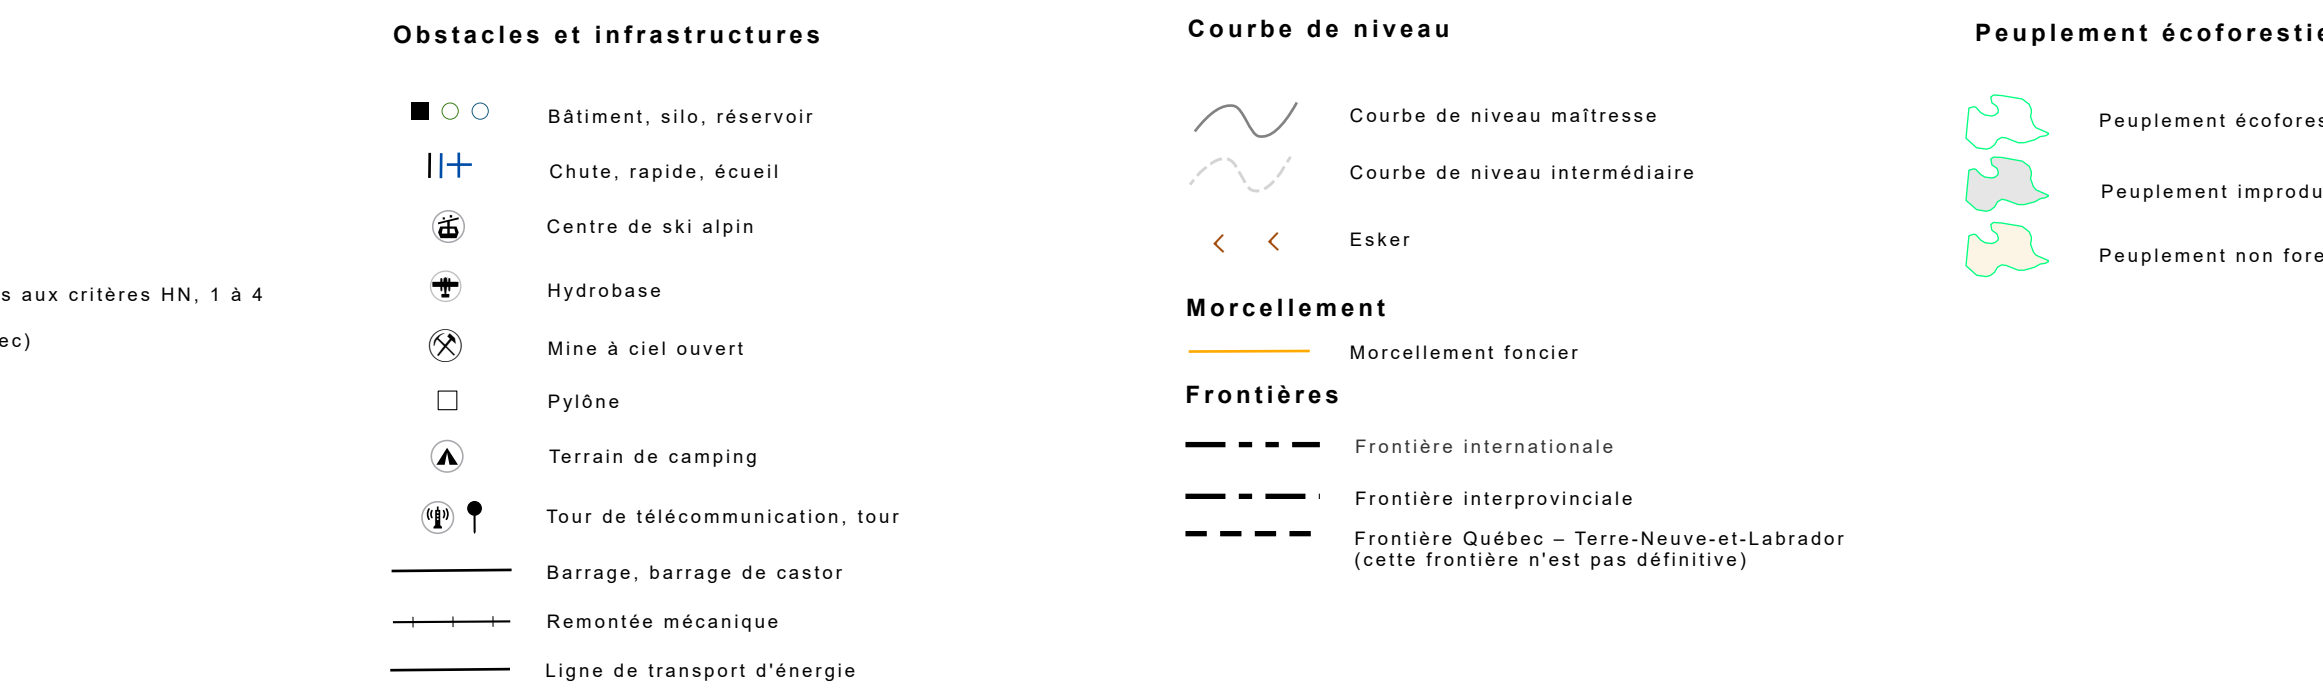 s aux critères HN, 1 à 4
ec)
Obstacles et infrastructures
Bâtiment, silo, réservoir
Chute, rapide, écueil
Centre de ski alpin
Hydrobase
Mine à ciel ouvert
Pylône
Terrain de camping
Tour de télécommunication, tour
Barrage, barrage de castor
Remontée mécanique
Ligne de transport d'énergie
Courbe de niveau
Courbe de niveau maîtresse
Courbe de niveau intermédiaire
Esker
Morcellement
Morcellement foncier
Frontières
Frontière internationale
Frontière interprovinciale
Frontière Québec – Terre-Neuve-et-Labrador
(cette frontière n'est pas définitive)
Peuplement écoforestie
Peuplement écofores
Peuplement improdu
Peuplement non fore